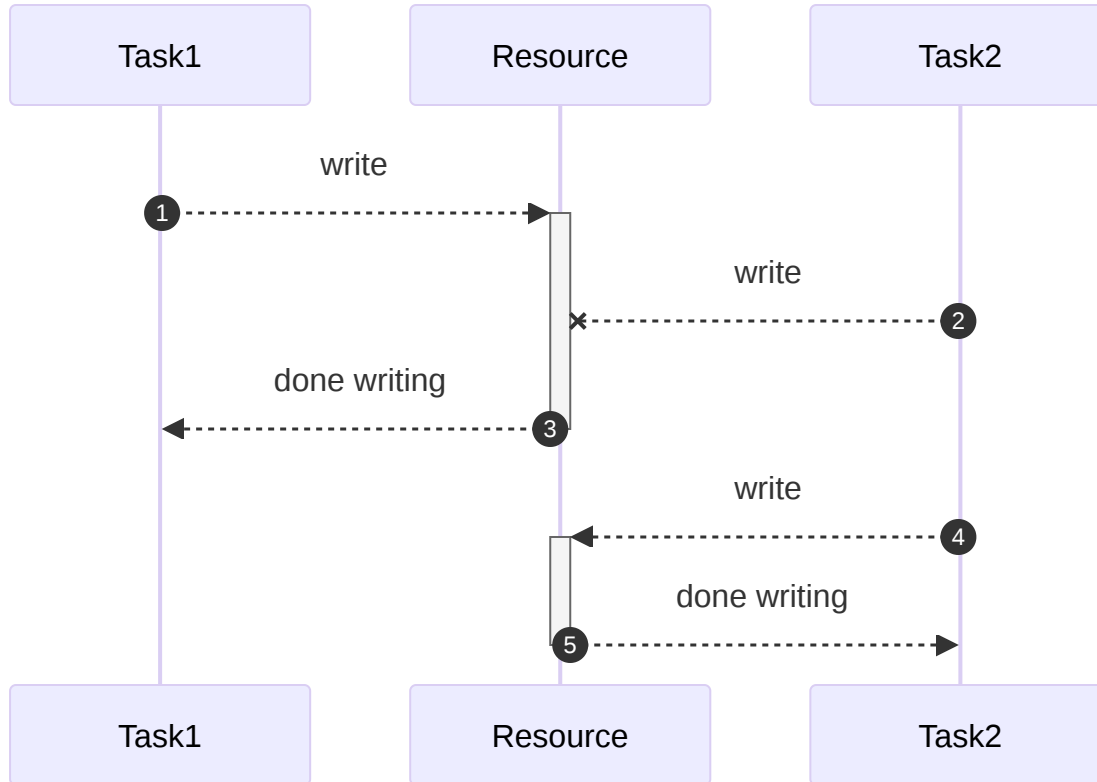 Task1 Resource Task2
write
1
write
2
done writing
3
write
4
done writing
5
Task1 Resource Task2